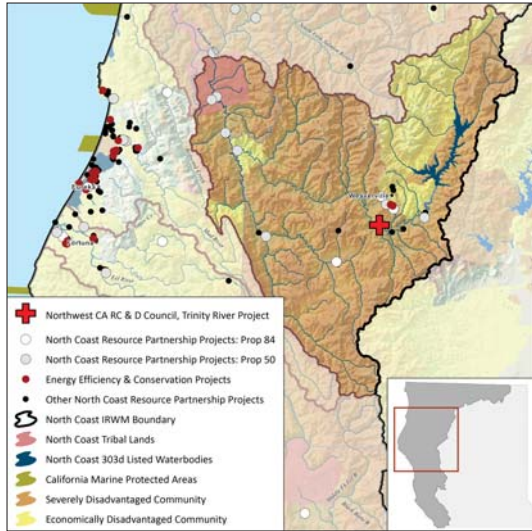 Weaverville
Eureka
Fortuna
Eel River
Northwest CA RC & D Council, Trinity River Project
North Coast Resource Partnership Projects: Prop 84
North Coast Resource Partnership Projects: Prop 50
Energy Efficiency & Conservation Projects
Other North Coast Resource Partnership Projects
North Coast IRWM Boundary
North Coast Tribal Lands
North Coast 303d Listed Waterbodies
California Marine Protected Areas
Severely Disadvantaged Community
Economically Disadvantaged Community